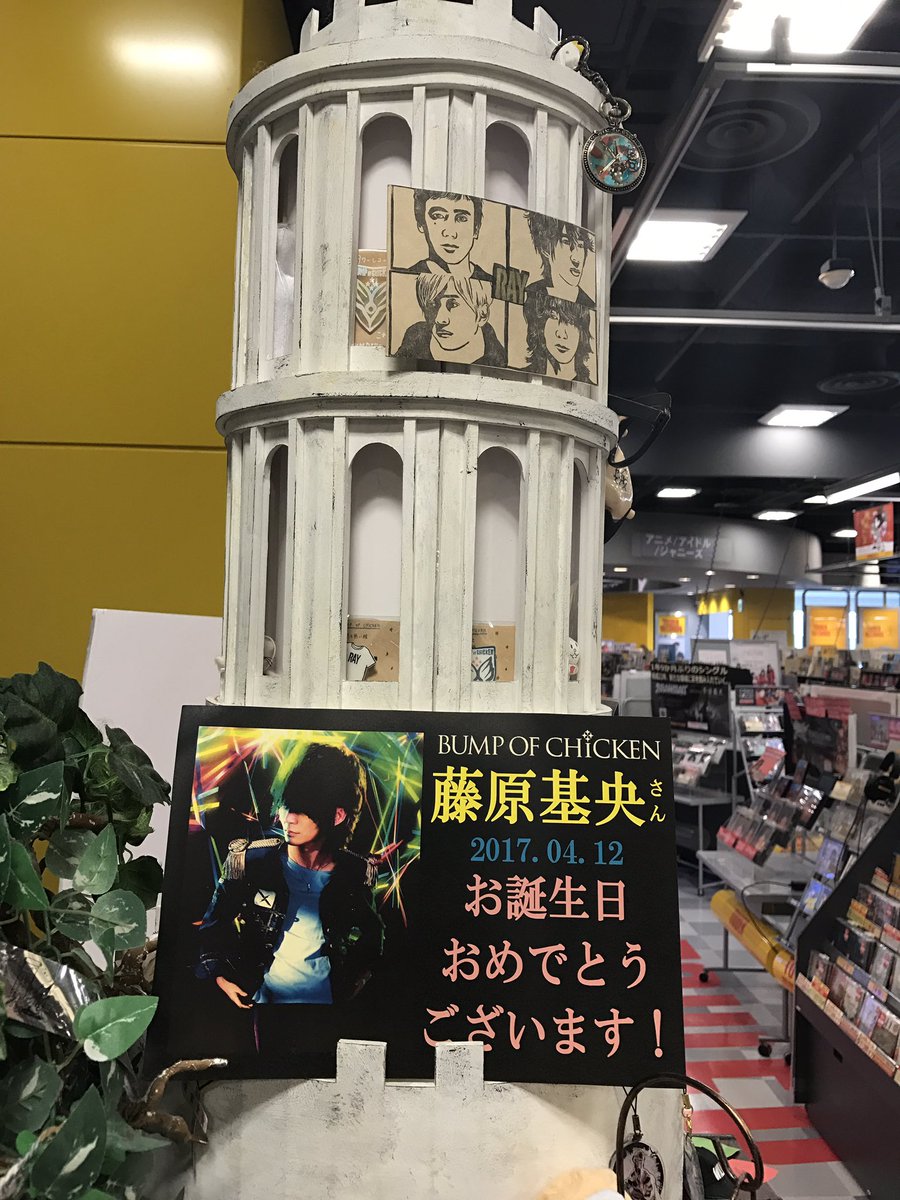 RAY
RAY
アニメ/アイドル
/ジャニーズ
BUMP OF CHICKEN
藤原基央さん
2017.04.12
お誕生日
おめでとう
ございます！